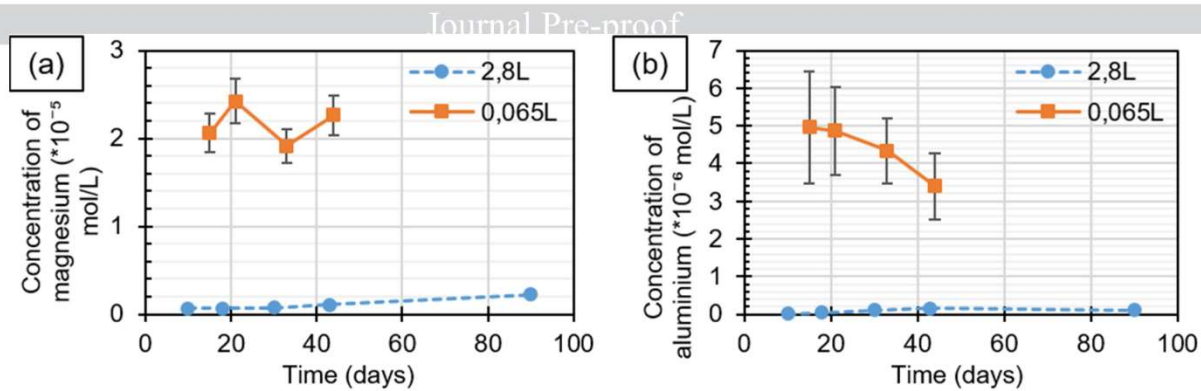 Journal Pre-proof
(a)
Concentration of
magnesium (*10⁻⁵
mol/L)
3
2
1
0
0 20 40 60 80 100
Time (days)
2,8L
0,065L
(b)
Concentration of
aluminium (*10⁻⁶ mol/L)
7
6
5
4
3
2
1
0
0 20 40 60 80 100
Time (days)
2,8L
0,065L